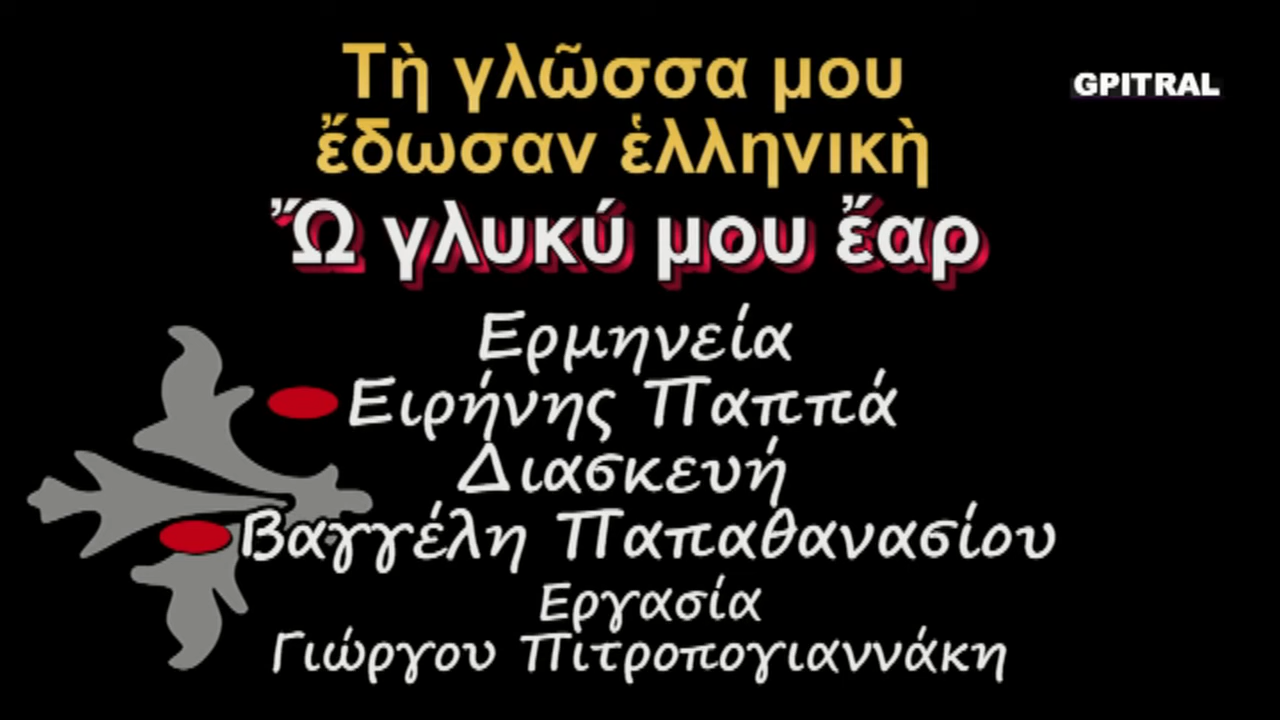 Τὴ γλῶσσα μου
ἔδωσαν ἑλληνικὴ
GPITRAL
Ὤ γλυκύ μου ἔαρ
Ερμηνεία
Ειρήνης Παππά
Διασκευή
Βαγγέλη Παπαθανασίου
Εργασία
Γιώργου Πιτροπογιαννάκη